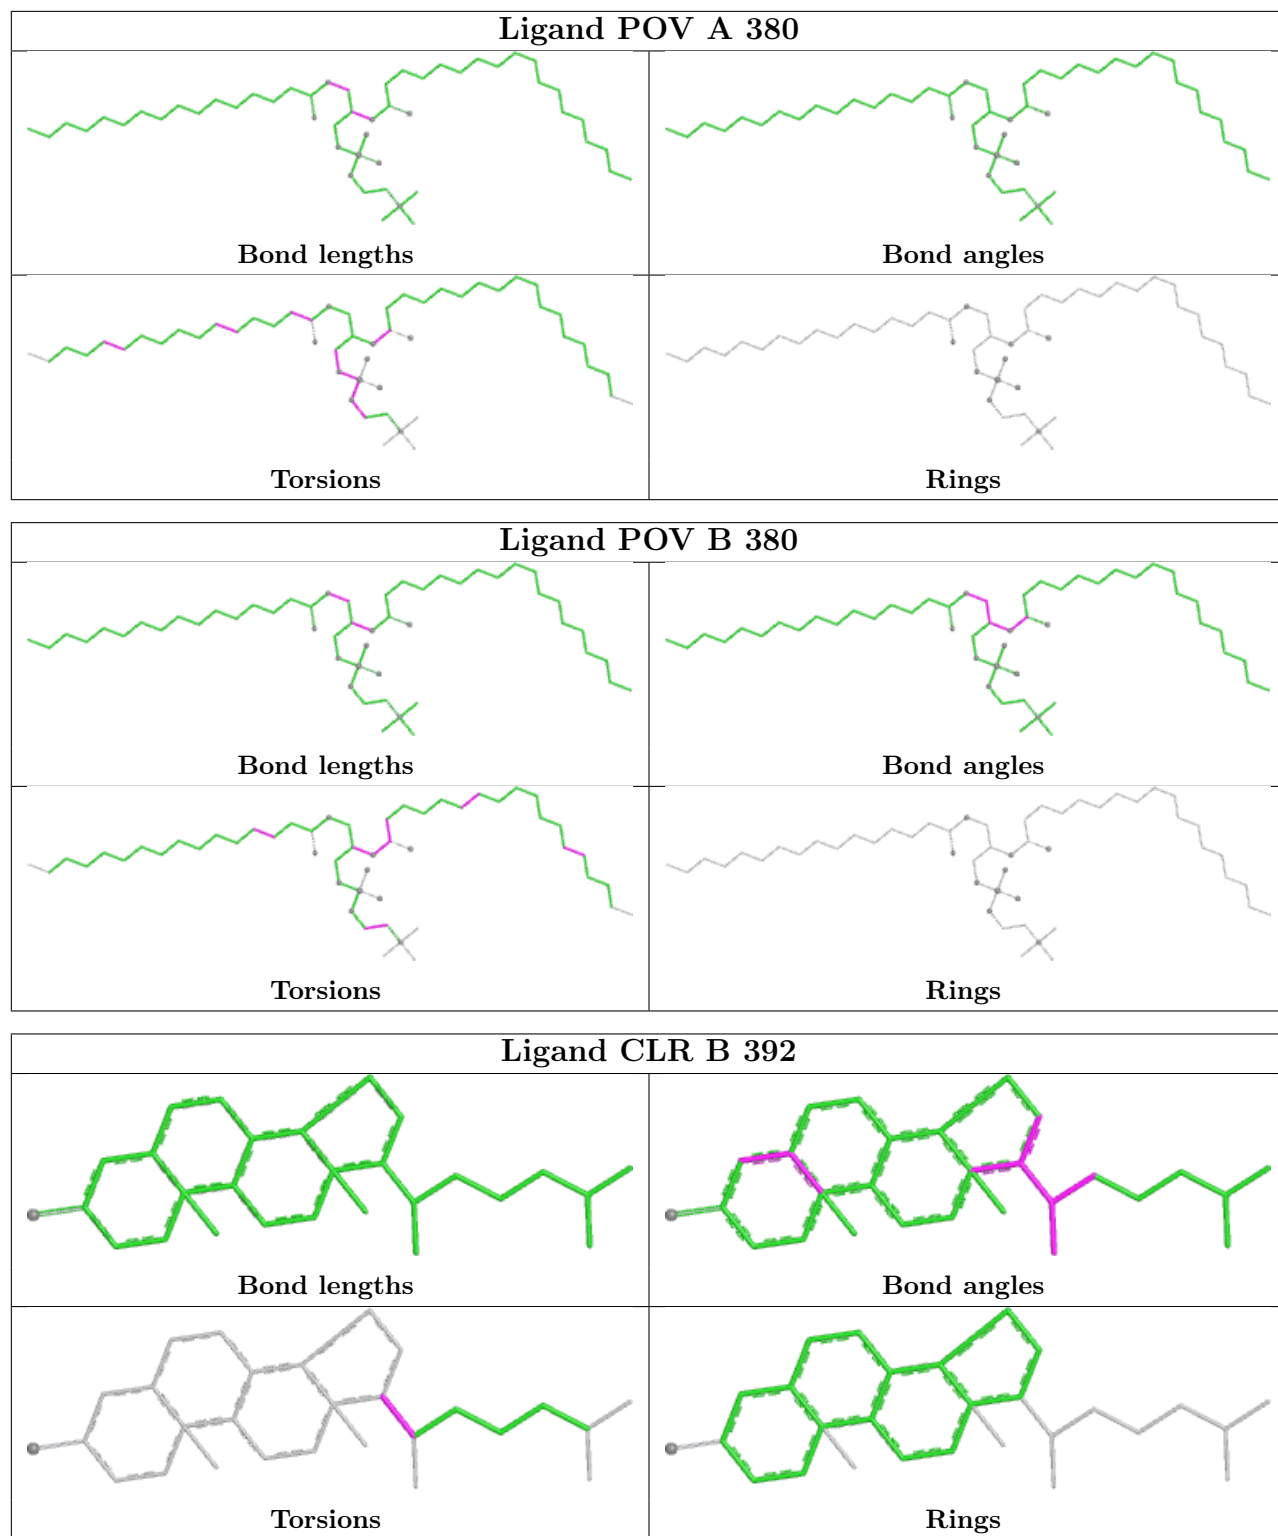 Ligand POV A 380
Bond lengths
Bond angles
Torsions
Rings
Ligand POV B 380
Bond lengths
Bond angles
Torsions
Rings
Ligand CLR B 392
Bond lengths
Bond angles
Torsions
Rings